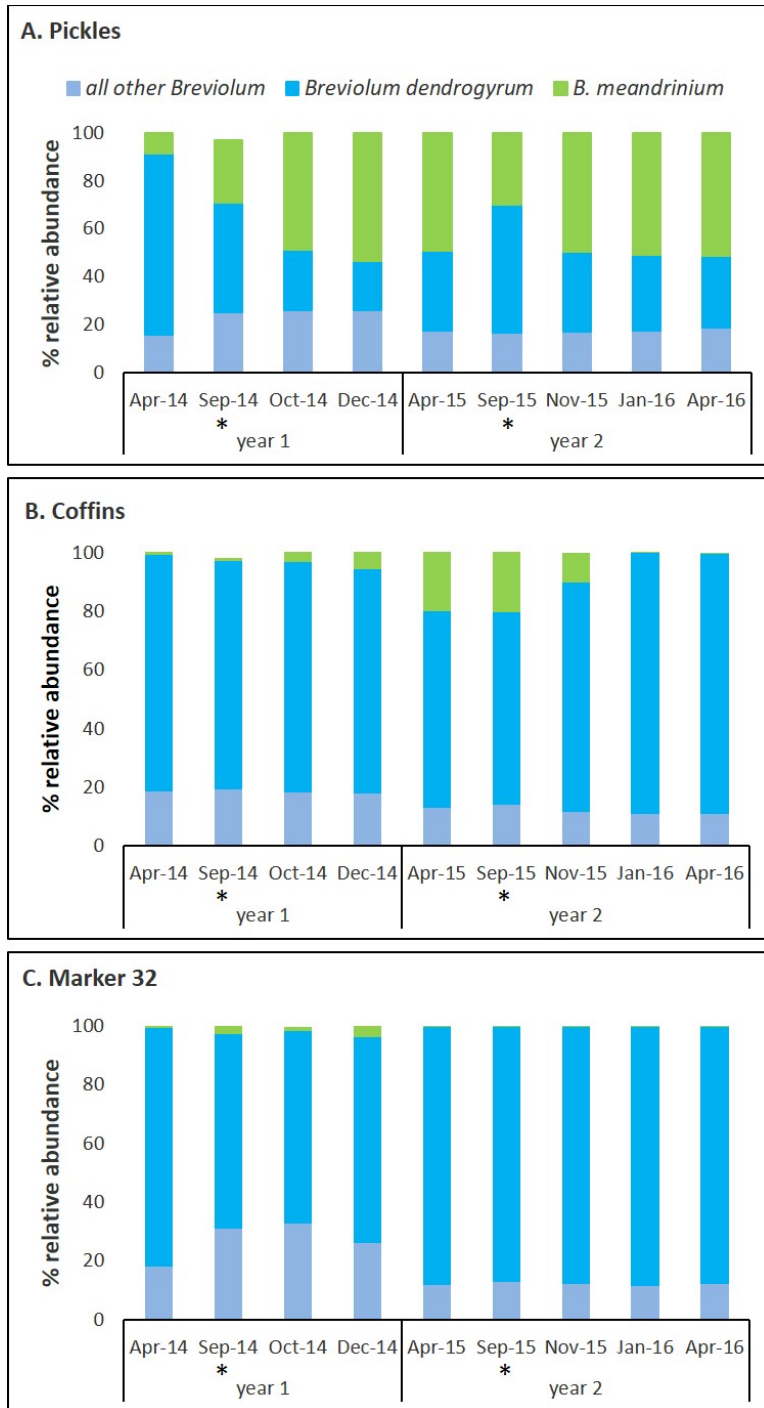 A. Pickles
all other Breviolum Breviolum dendrogyrum B. meandrinium
% relative abundance
100
80
60
40
20
0
Apr-14 Sep-14 Oct-14 Dec-14 Apr-15 Sep-15 Nov-15 Jan-16 Apr-16
* *
year 1 year 2
B. Coffins
% relative abundance
100
80
60
40
20
0
Apr-14 Sep-14 Oct-14 Dec-14 Apr-15 Sep-15 Nov-15 Jan-16 Apr-16
* *
year 1 year 2
C. Marker 32
% relative abundance
100
80
60
40
20
0
Apr-14 Sep-14 Oct-14 Dec-14 Apr-15 Sep-15 Nov-15 Jan-16 Apr-16
* *
year 1 year 2